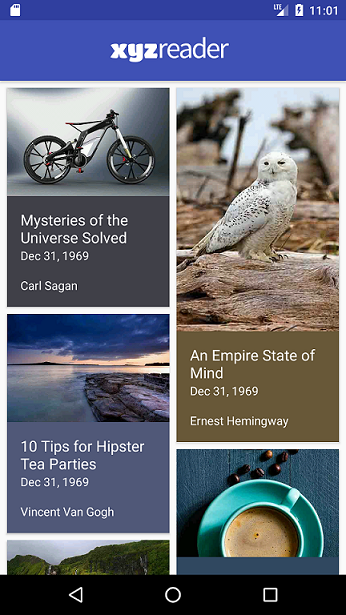 LTE 11:01
xyzreader
Mysteries of the
Universe Solved
Dec 31, 1969
Carl Sagan
An Empire State of
Mind
Dec 31, 1969
Ernest Hemingway
10 Tips for Hipster
Tea Parties
Dec 31, 1969
Vincent Van Gogh